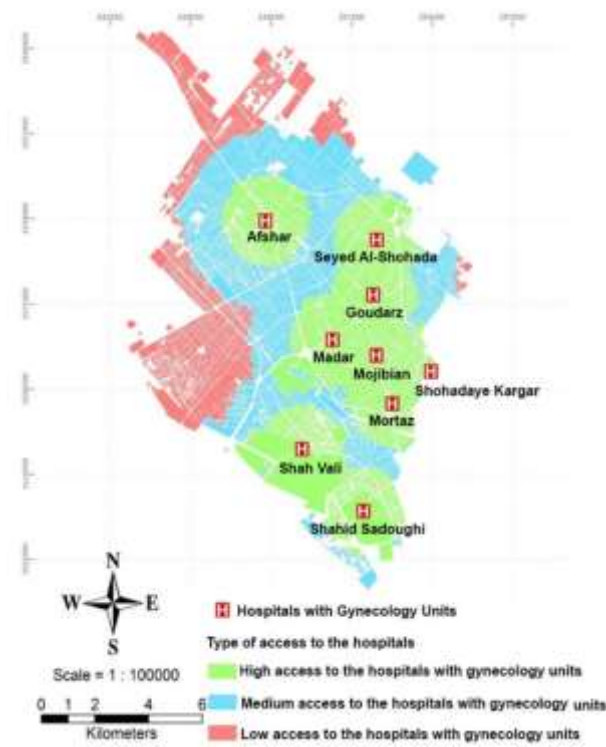 Afshar
Seyed Al-Shohada
Goudarz
Madar
Mojibian
Shohadaye Kargar
Mortaz
Shah Vali
Shahid Sadoughi
N
W E
S
H Hospitals with Gynecology Units
Type of access to the hospitals
High access to the hospitals with gynecology units
Medium access to the hospitals with gynecology units
Low access to the hospitals with gynecology units
Scale = 1 : 100000
0 1 2 3 4 6
Kilometers